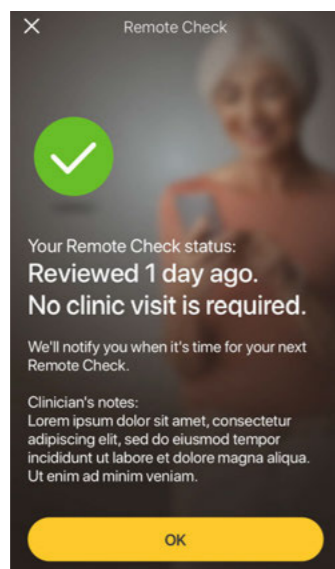 Remote Check
Your Remote Check status:
Reviewed 1 day ago.
No clinic visit is required.
We'll notify you when it's time for your next
Remote Check.
Clinician's notes:
Lorem ipsum dolor sit amet, consectetur
adipiscing elit, sed do eiusmod tempor
incididunt ut labore et dolore magna aliqua.
Ut enim ad minim veniam.
OK